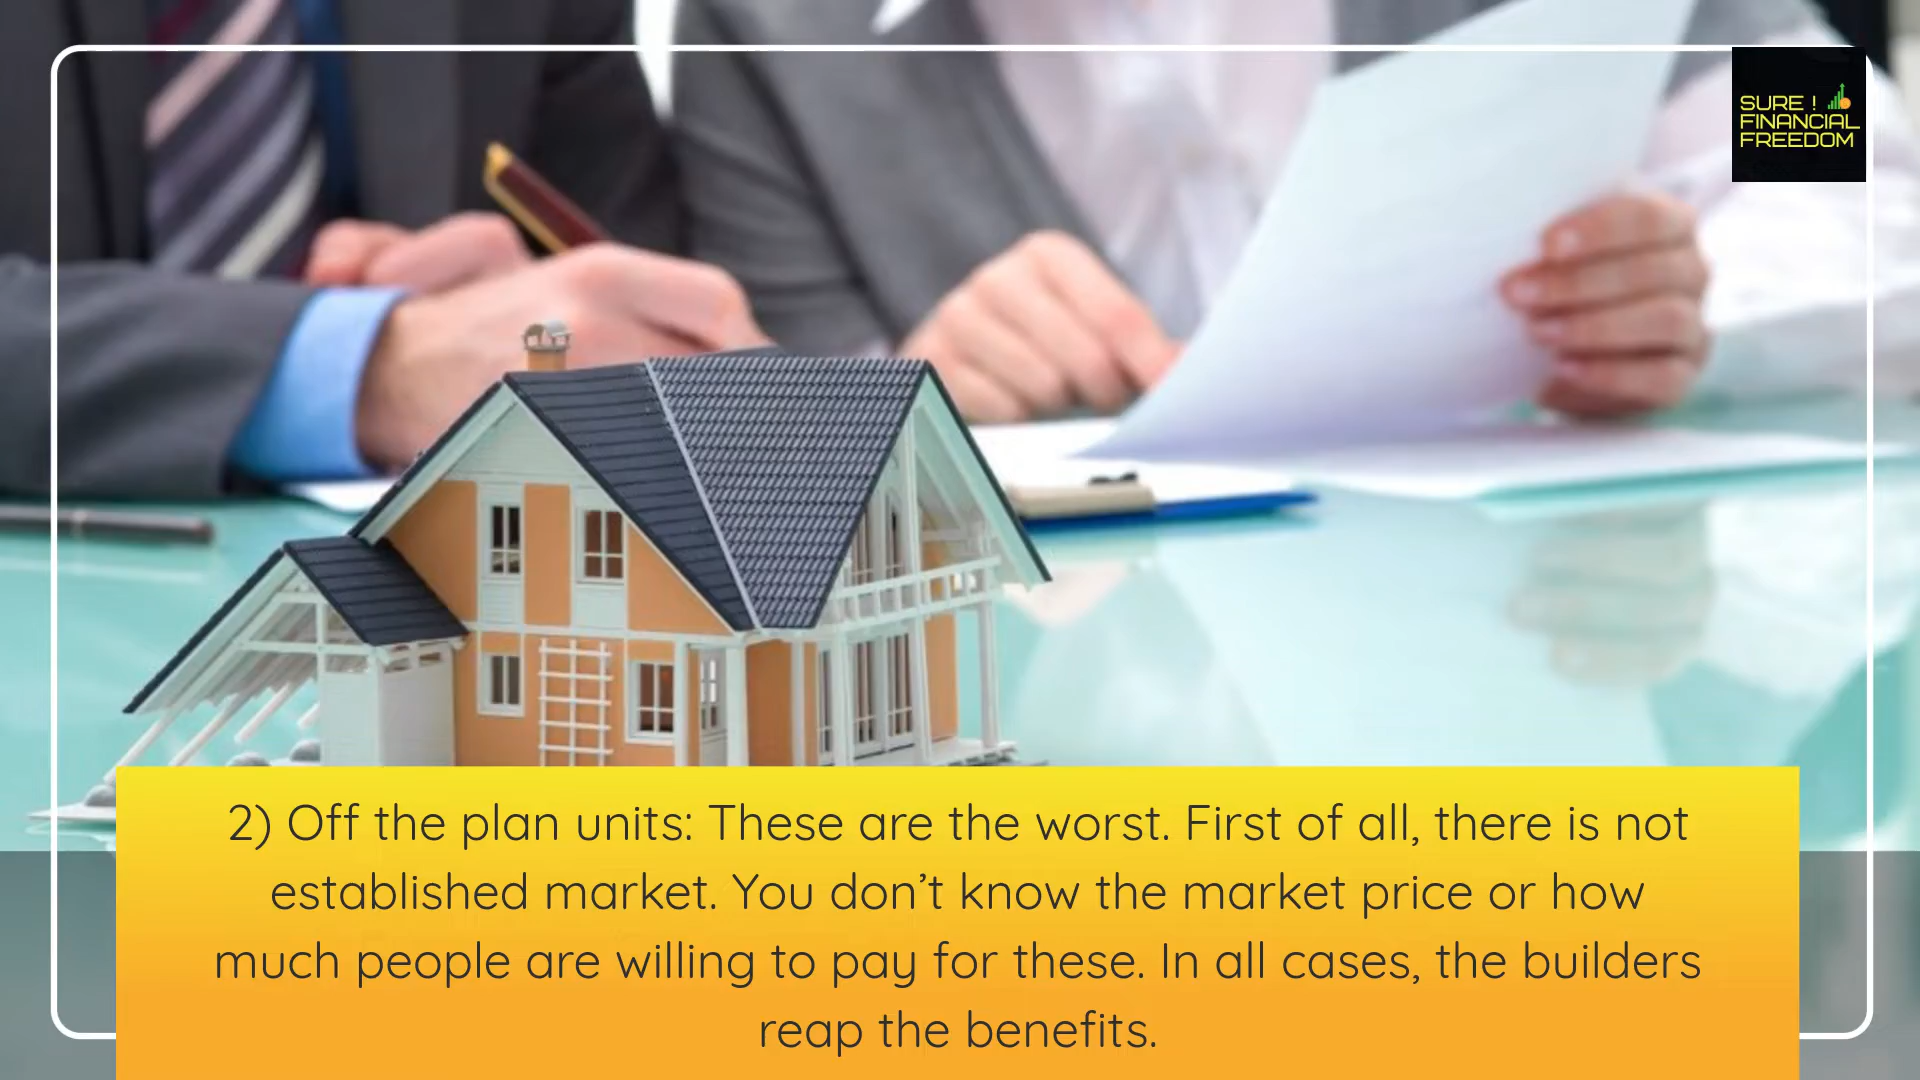 SURE !
FINANCIAL
FREEDOM
2) Off the plan units: These are the worst. First of all, there is not
established market. You don’t know the market price or how
much people are willing to pay for these. In all cases, the builders
reap the benefits.